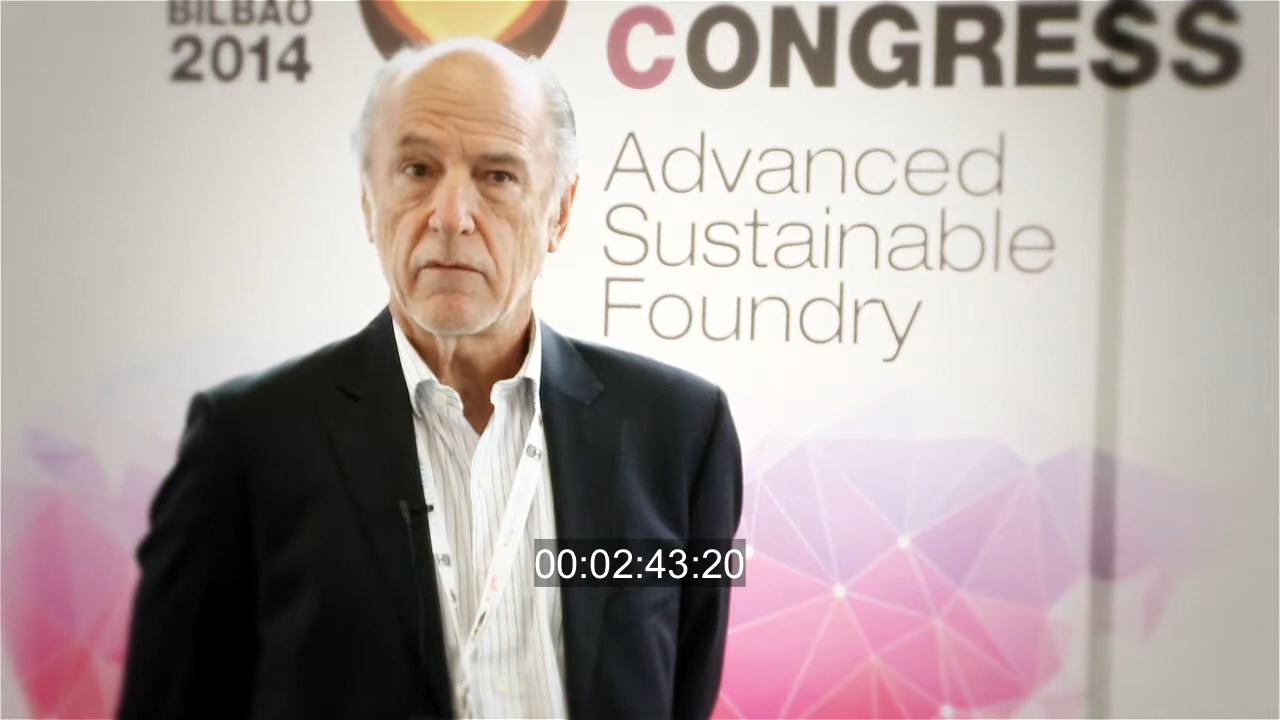 BILBAO
2014
CONGRESS
Advanced
Sustainable
Foundry
00:02:43:20